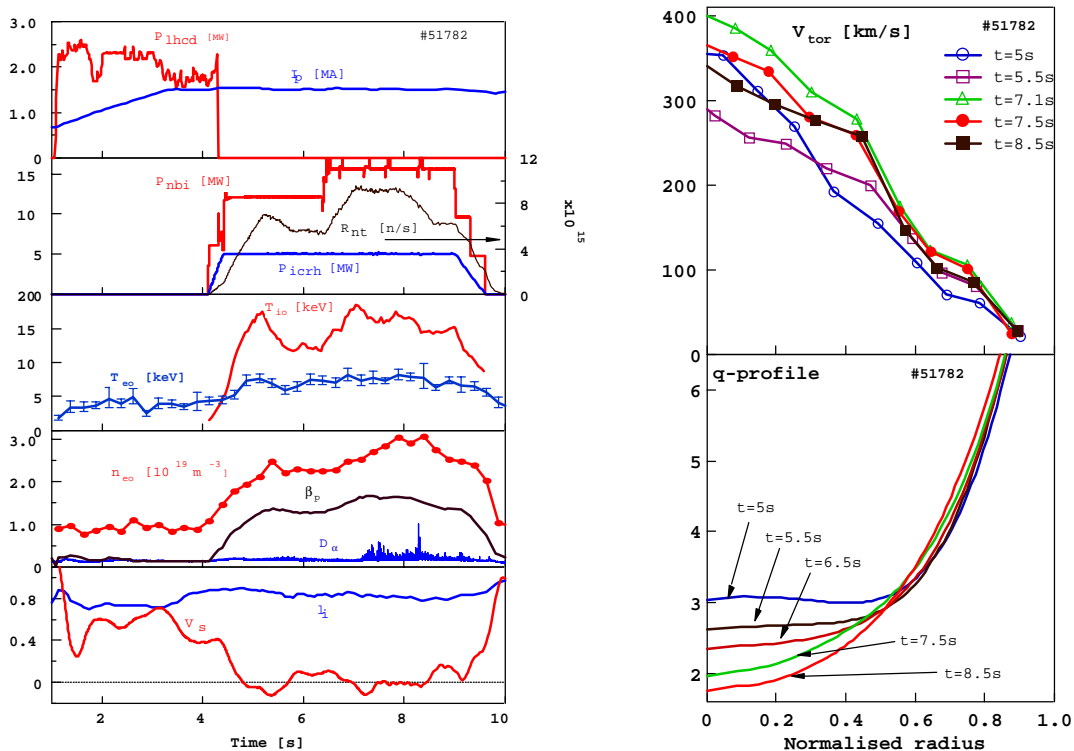 3.0
P lhcd [MW]
#51782
2.0
I p [MA]
1.0
0
12
15
P nbi [MW]
8
10
R nt [n/s]
x10 15
5
P icrh [MW]
4
0
20 0
T io [keV]
15
10
T eo [keV]
5
0
3.0
n eo [10 19 m -3]
β p
1.0
D α
0
0.8
l i
V s
0.4
0
2 4 6 8 10
Time [s]
400
V tor [km/s]
#51782
t=5s
t=5.5s
t=7.1s
t=7.5s
t=8.5s
300
200
100
0
q-profile
#51782
6
5
4
t=5s
t=5.5s
t=6.5s
3
t=7.5s
t=8.5s
2
0 0.2 0.4 0.6 0.8 1.0
Normalised radius